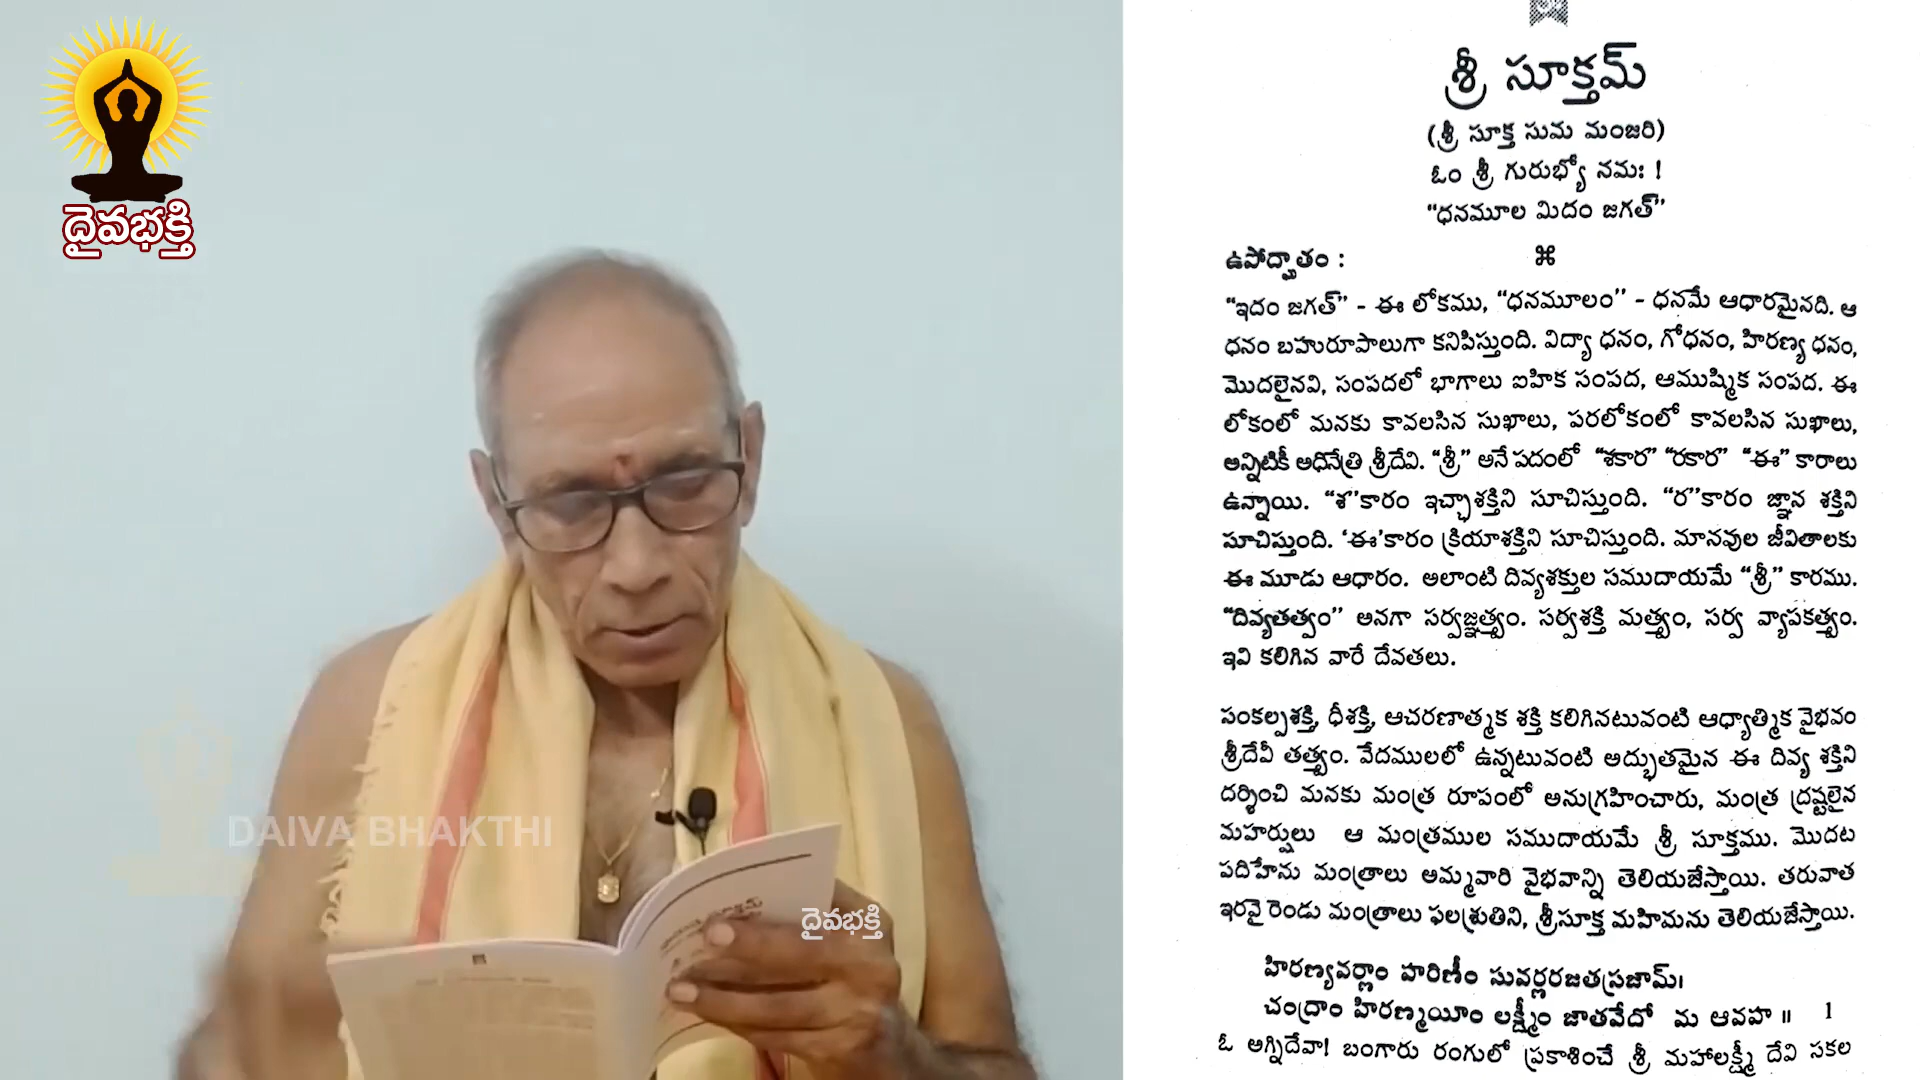 దైవభక్తి
DAIVA BHAKTHI
దైవభక్తి
శ్రీ సూక్తమ్
(శ్రీ సూక్త సుమ మంజరి)
ఓం శ్రీ గురుభ్యో నమః !
“ధనమూల మిదం జగత్”
ఉపోద్ఘాతం :
“ఇదం జగత్” - ఈ లోకము, “ధనమూలం” - ధనమే ఆధారమైనది. ఆ
ధనం బహురూపాలుగా కనిపిస్తుంది. విద్యా ధనం, గోధనం, హిరణ్య ధనం,
మొదలైనవి, సంపదలో భాగాలు ఐహిక సంపద, ఆముష్మిక సంపద. ఈ
లోకంలో మనకు కావలసిన సుఖాలు, పరలోకంలో కావలసిన సుఖాలు,
అన్నిటికీ అధినేత్రి శ్రీదేవి. “శ్రీ” అనే పదంలో “శకార” “రకార” “ఈ” కారాలు
ఉన్నాయి. “శ”కారం ఇచ్ఛాశక్తిని సూచిస్తుంది. “ర”కారం జ్ఞాన శక్తిని
సూచిస్తుంది. ‘ఈ’కారం క్రియాశక్తిని సూచిస్తుంది. మానవుల జీవితాలకు
ఈ మూడు ఆధారం. అలాంటి దివ్యశక్తుల సముదాయమే “శ్రీ” కారము.
“దివ్యతత్వం” అనగా సర్వజ్ఞత్త్వం. సర్వశక్తి మత్త్వం, సర్వ వ్యాపకత్త్వం.
ఇవి కలిగిన వారే దేవతలు.
సంకల్పశక్తి, ధీశక్తి, ఆచరణాత్మక శక్తి కలిగినటువంటి ఆధ్యాత్మిక వైభవం
శ్రీదేవీ తత్త్వం. వేదములలో ఉన్నటువంటి అద్భుతమైన ఈ దివ్య శక్తిని
దర్శించి మనకు మంత్ర రూపంలో అనుగ్రహించారు, మంత్ర ద్రష్టలైన
మహర్షులు ఆ మంత్రముల సముదాయమే శ్రీ సూక్తము. మొదట
పదిహేను మంత్రాలు అమ్మవారి వైభవాన్ని తెలియజేస్తాయి. తరువాత
ఇరవై రెండు మంత్రాలు ఫలశ్రుతిని, శ్రీసూక్త మహిమను తెలియజేస్తాయి.
హిరణ్యవర్ణాం హరిణీం సువర్ణరజతస్రజామ్।
చంద్రాం హిరణ్మయీం లక్ష్మీం జాతవేదో మ ఆవహ ॥ 1
ఓ అగ్నిదేవా! బంగారు రంగులో ప్రకాశించే శ్రీ మహాలక్ష్మీ దేవి సకల